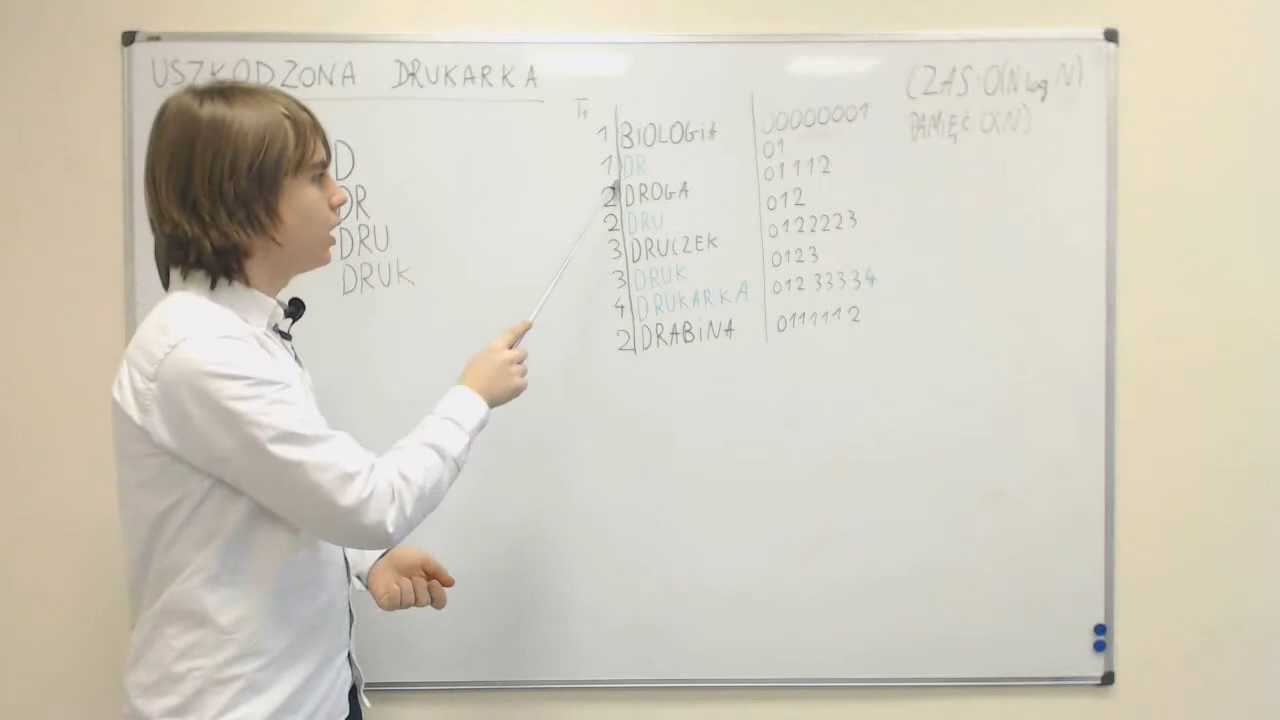 USZKODZONA DRUKARKA
D
DR
DRU
DRUK
T₁
1 BIOLOGIA 00000001
1 DR 01
2 DROGA 01112
2 DRU 012
3 DRUCZEK 0122223
3 DRUK 0123
4 DRUKARKA 01233334
2 DRABINA 0111112
CZAS O(N log N)
PAMIĘĆ O(N)